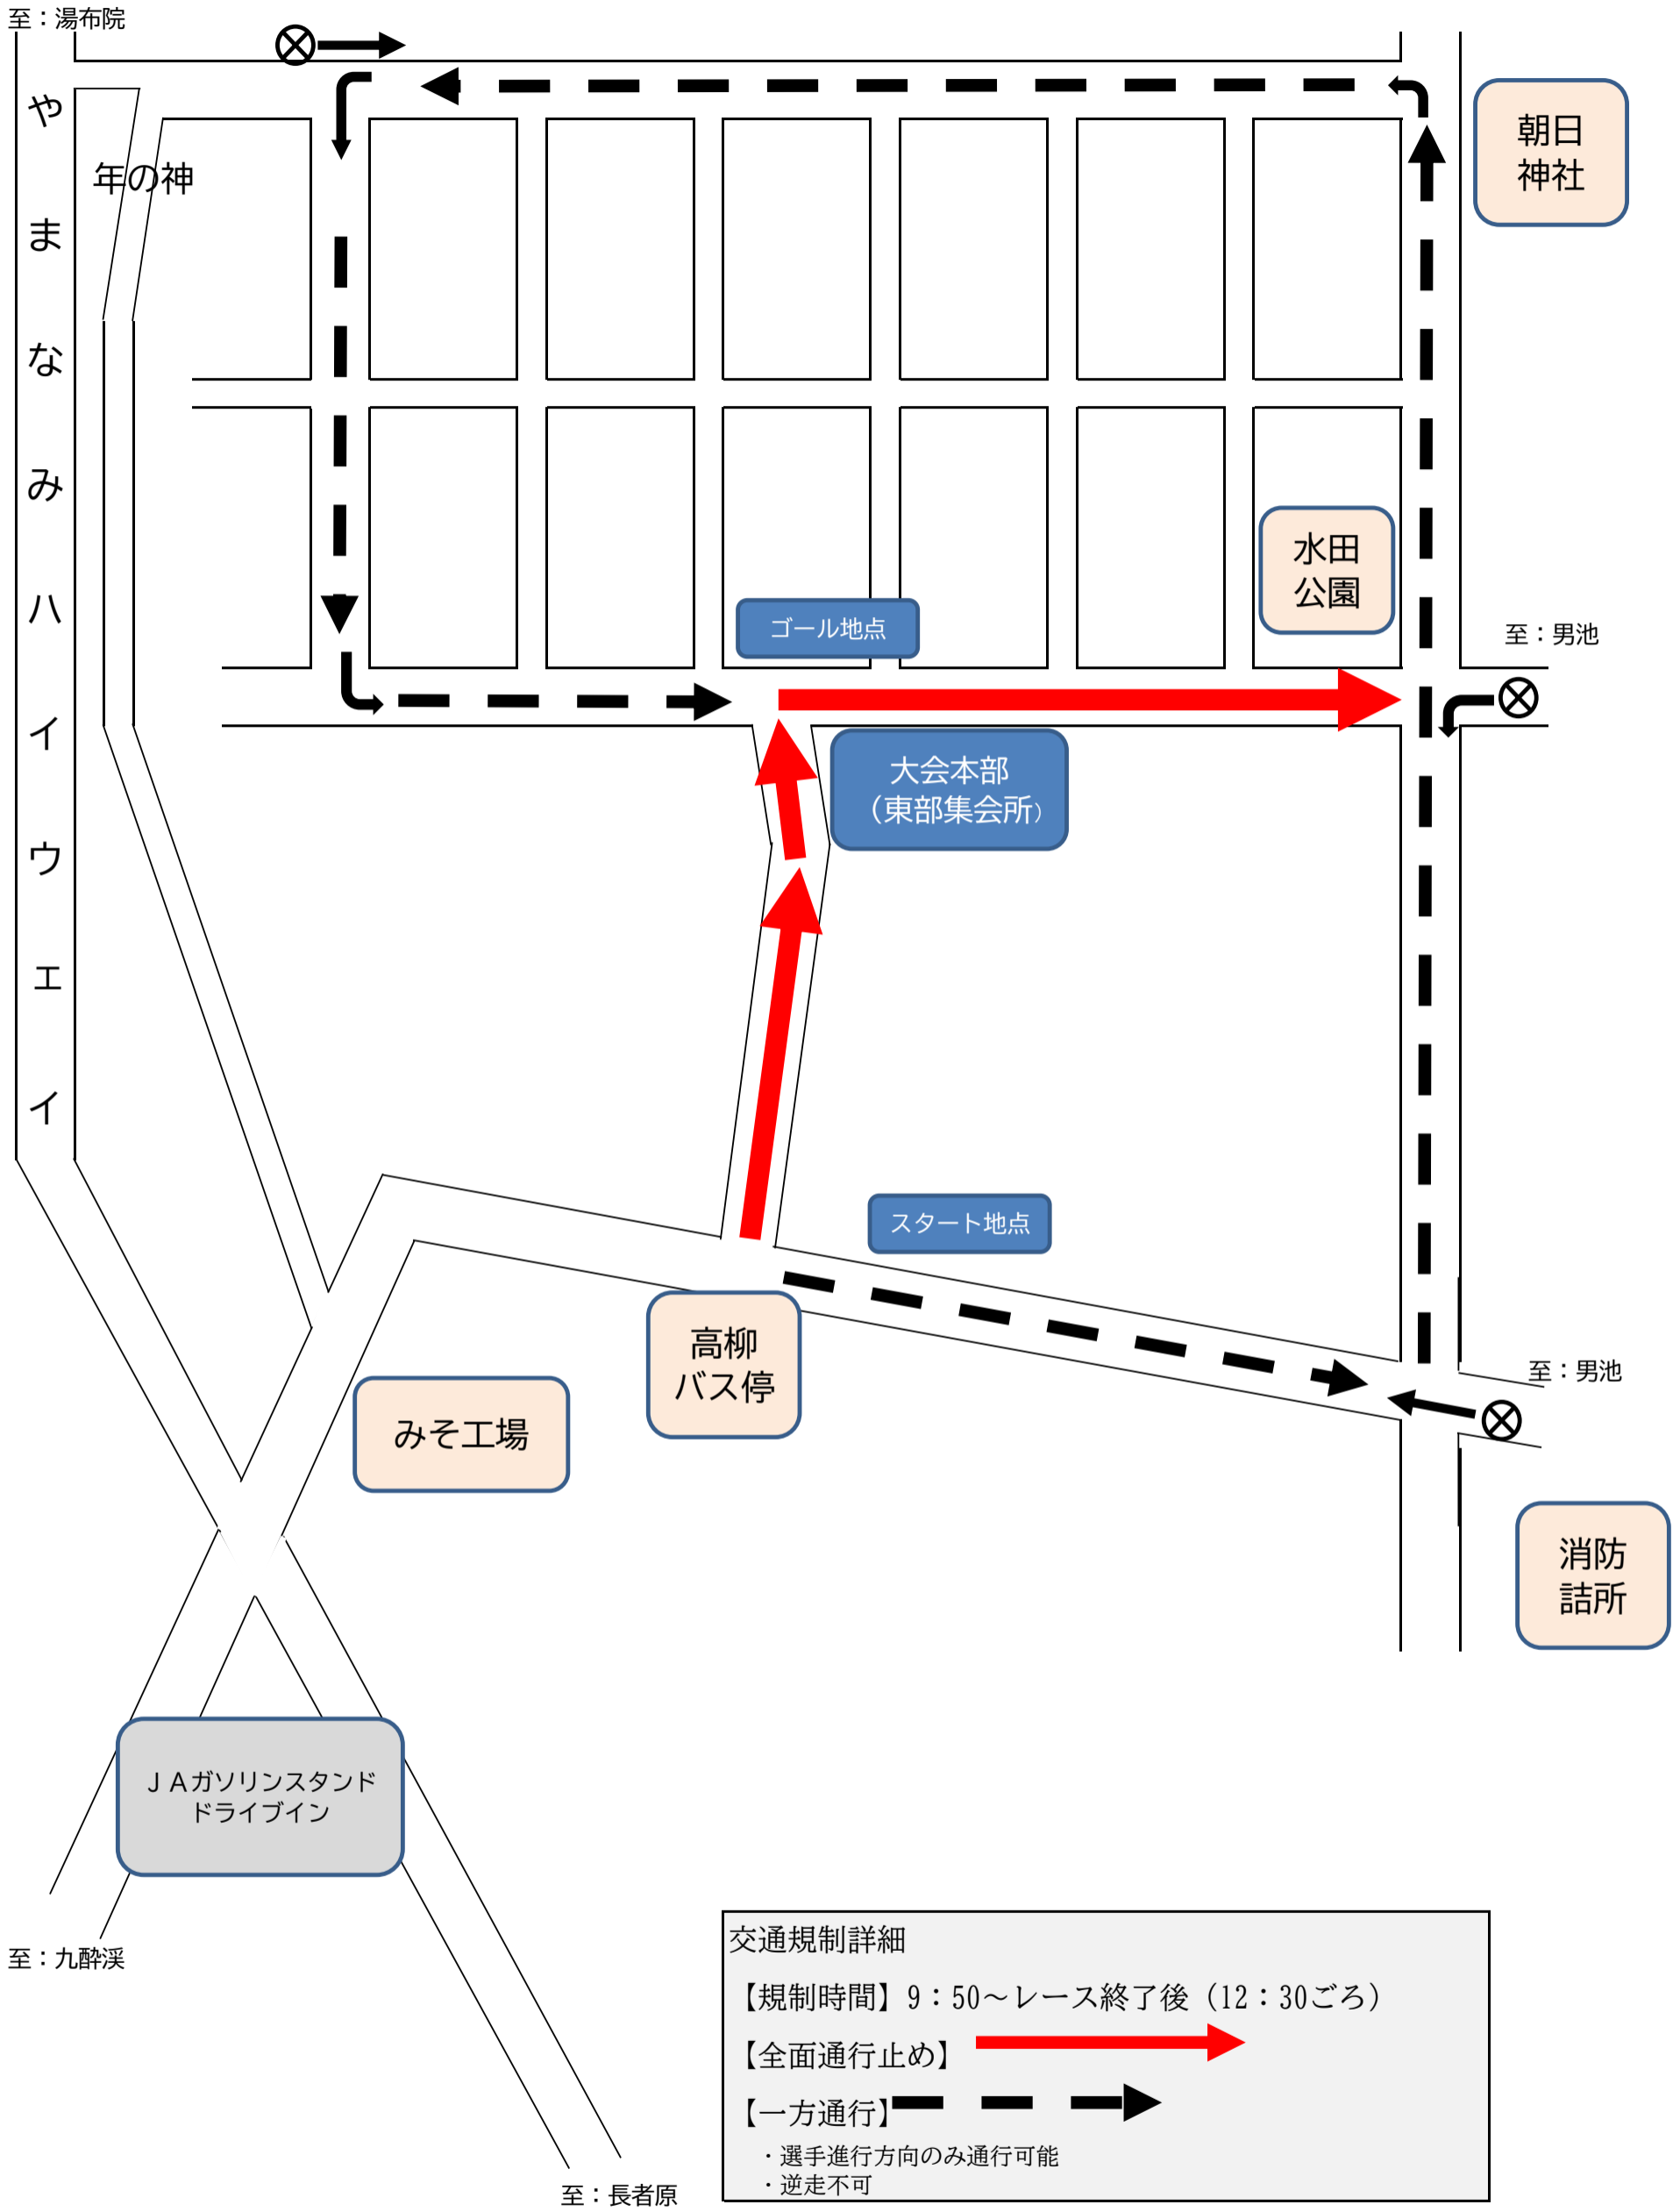 至：湯布院
やまなみハイウェイ
年の神
朝日
神社
水田
公園
至：男池
ゴール地点
大会本部
（東部集会所）
スタート地点
高柳
バス停
至：男池
みそ工場
消防
詰所
ＪＡガソリンスタンド
ドライブイン
至：九酔渓
至：長者原
交通規制詳細
【規制時間】9：50～レース終了後（12：30ごろ）
【全面通行止め】
【一方通行】
・選手進行方向のみ通行可能
・逆走不可